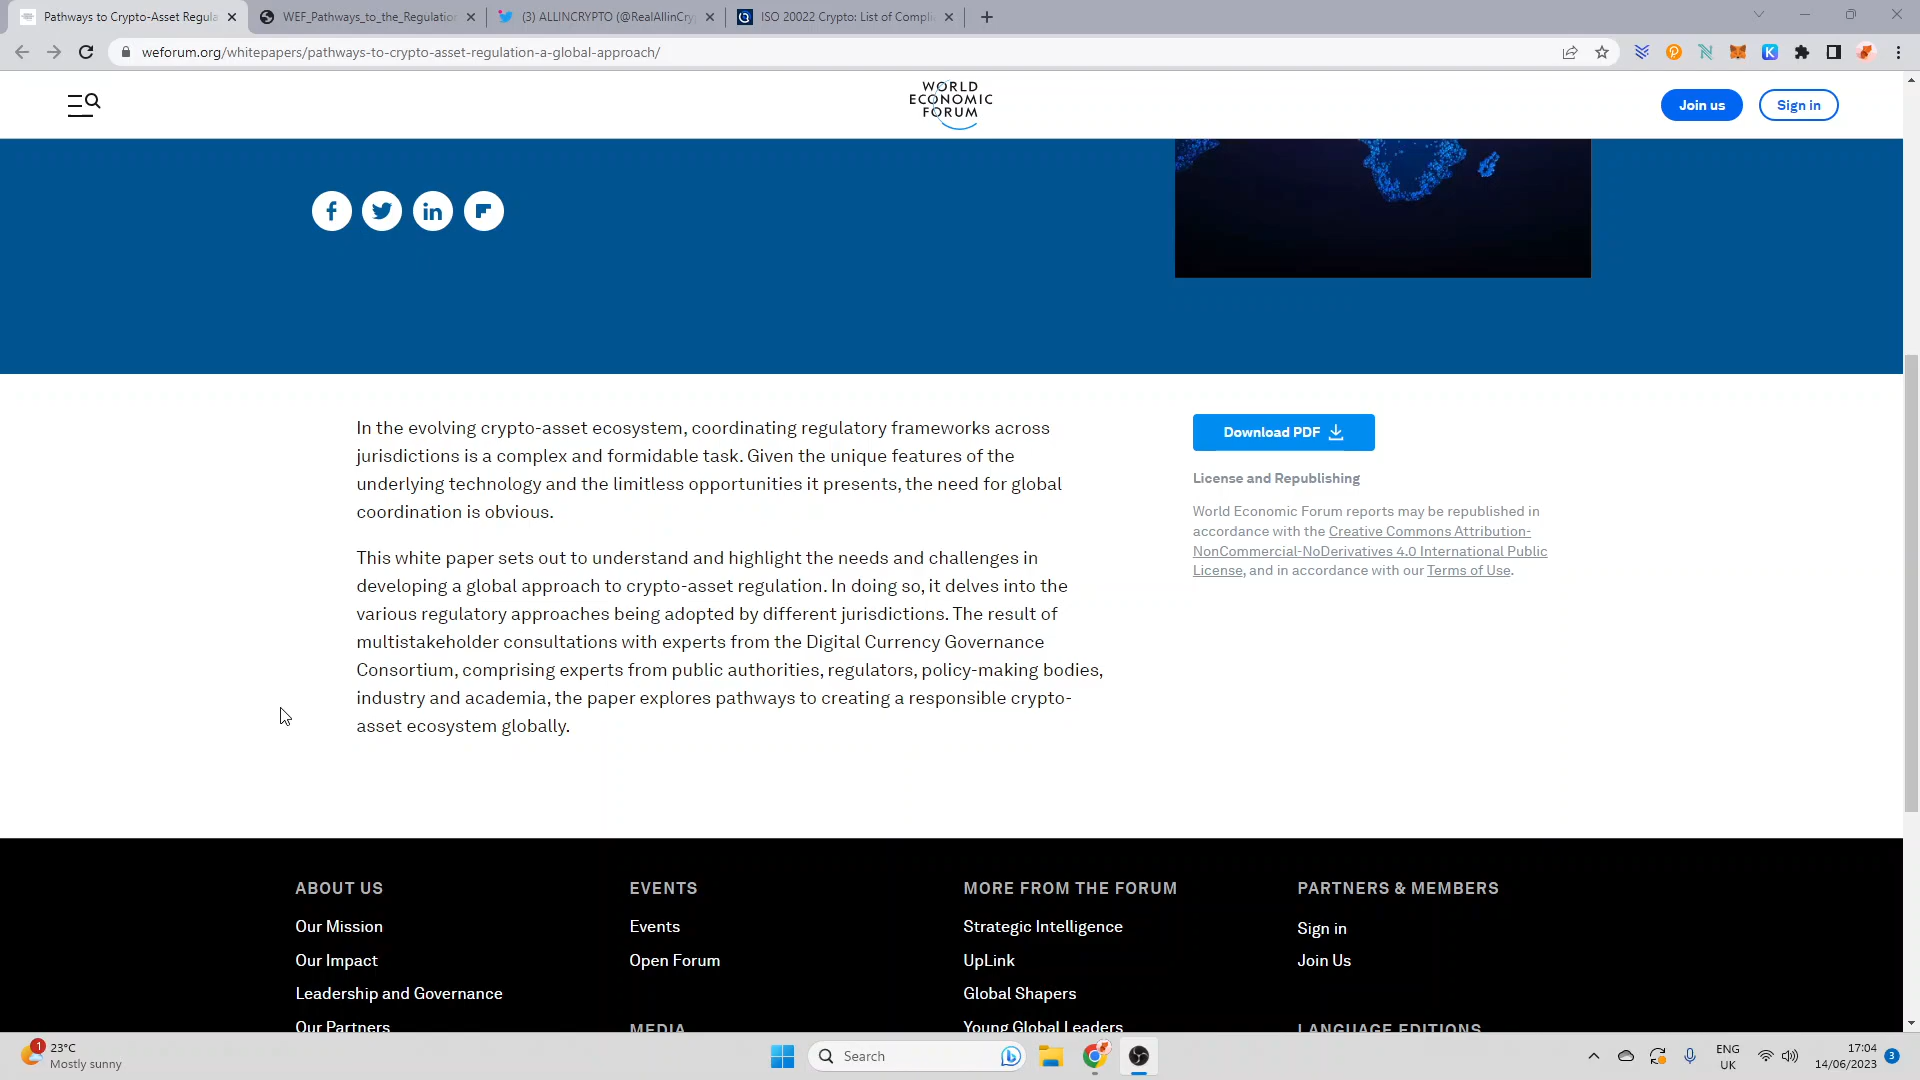 Pathways to Crypto-Asset Regula
WEF_Pathways_to_the_Regulation
(3) ALLINCRYPTO (@RealAllinCry
ISO 20022 Crypto: List of Compli
weforum.org/whitepapers/pathways-to-crypto-asset-regulation-a-global-approach/
WORLD
ECONOMIC
FORUM
Join us
Sign in
In the evolving crypto-asset ecosystem, coordinating regulatory frameworks across
jurisdictions is a complex and formidable task. Given the unique features of the
underlying technology and the limitless opportunities it presents, the need for global
coordination is obvious.
This white paper sets out to understand and highlight the needs and challenges in
developing a global approach to crypto-asset regulation. In doing so, it delves into the
various regulatory approaches being adopted by different jurisdictions. The result of
multistakeholder consultations with experts from the Digital Currency Governance
Consortium, comprising experts from public authorities, regulators, policy-making bodies,
industry and academia, the paper explores pathways to creating a responsible crypto-
asset ecosystem globally.
Download PDF
License and Republishing
World Economic Forum reports may be republished in
accordance with the Creative Commons Attribution-
NonCommercial-NoDerivatives 4.0 International Public
License, and in accordance with our Terms of Use.
ABOUT US
Our Mission
Our Impact
Leadership and Governance
Our Partners
EVENTS
Events
Open Forum
MEDIA
MORE FROM THE FORUM
Strategic Intelligence
UpLink
Global Shapers
Young Global Leaders
PARTNERS & MEMBERS
Sign in
Join Us
LANGUAGE EDITIONS
1
23°C
Mostly sunny
Search
ENG
UK
17:04
14/06/2023
3